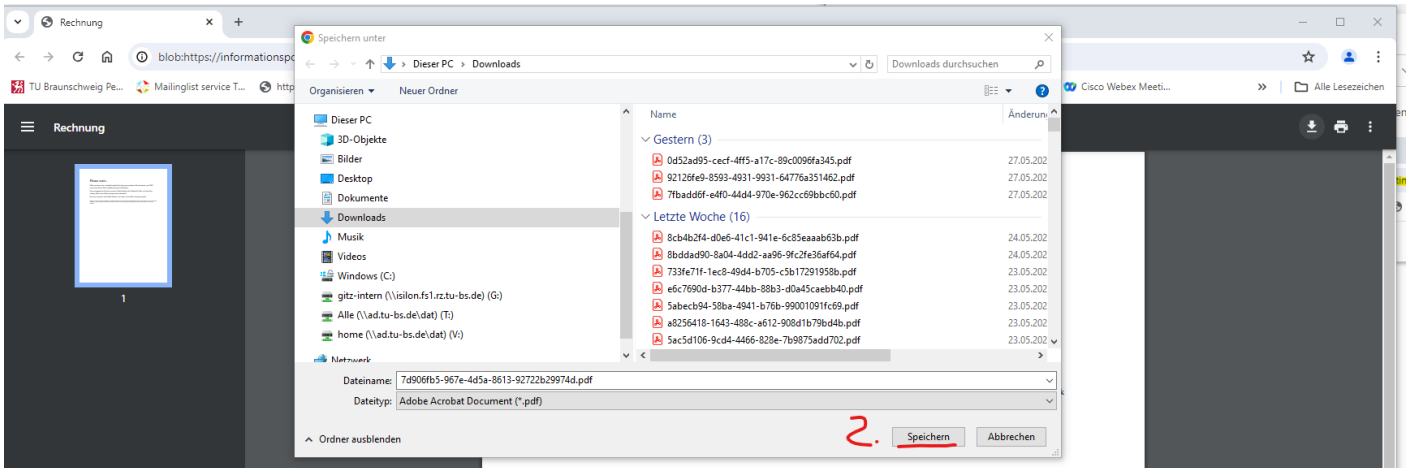 Rechnung
blob:https://informationspo
TU Braunschweig Pe...
Mailinglist service T...
http
Cisco Webex Meeti...
Alle Lesezeichen
Rechnung
1
Speichern unter
Dieser PC > Downloads
Downloads durchsuchen
Organisieren
Neuer Ordner
Dieser PC
3D-Objekte
Bilder
Desktop
Dokumente
Downloads
Musik
Videos
Windows (C:)
gitz-intern (\\isilon.fs1.rz.tu-bs.de) (G:)
Alle (\\ad.tu-bs.de\dat) (T:)
home (\\ad.tu-bs.de\dat) (V:)
Netzwerk
Name Änderun
Gestern (3)
0d52ad95-cecf-4ff5-a17c-89c0096fa345.pdf 27.05.202
92126fe9-8593-4931-9931-64776a351462.pdf 27.05.202
7fbadd6f-e4f0-44d4-970e-962cc69bbc60.pdf 27.05.202
Letzte Woche (16)
8cb4b2f4-d0e6-41c1-941e-6c85eaaab63b.pdf 24.05.202
8bddad90-8a04-4dd2-aa96-9fc2fe36af64.pdf 24.05.202
733fe71f-1ec8-49d4-b705-c5b17291958b.pdf 23.05.202
e6c7690d-b377-44bb-88b3-d0a45caebb40.pdf 23.05.202
5abecb94-58ba-4941-b76b-99001091fc69.pdf 23.05.202
a8256418-1643-488c-a612-908d1b79bd4b.pdf 23.05.202
5ac5d106-9cd4-4466-828e-7b9875add702.pdf 23.05.202
Dateiname: 7d906fb5-967e-4d5a-8613-92722b29974d.pdf
Dateityp: Adobe Acrobat Document (*.pdf)
Ordner ausblenden
2.
Speichern
Abbrechen